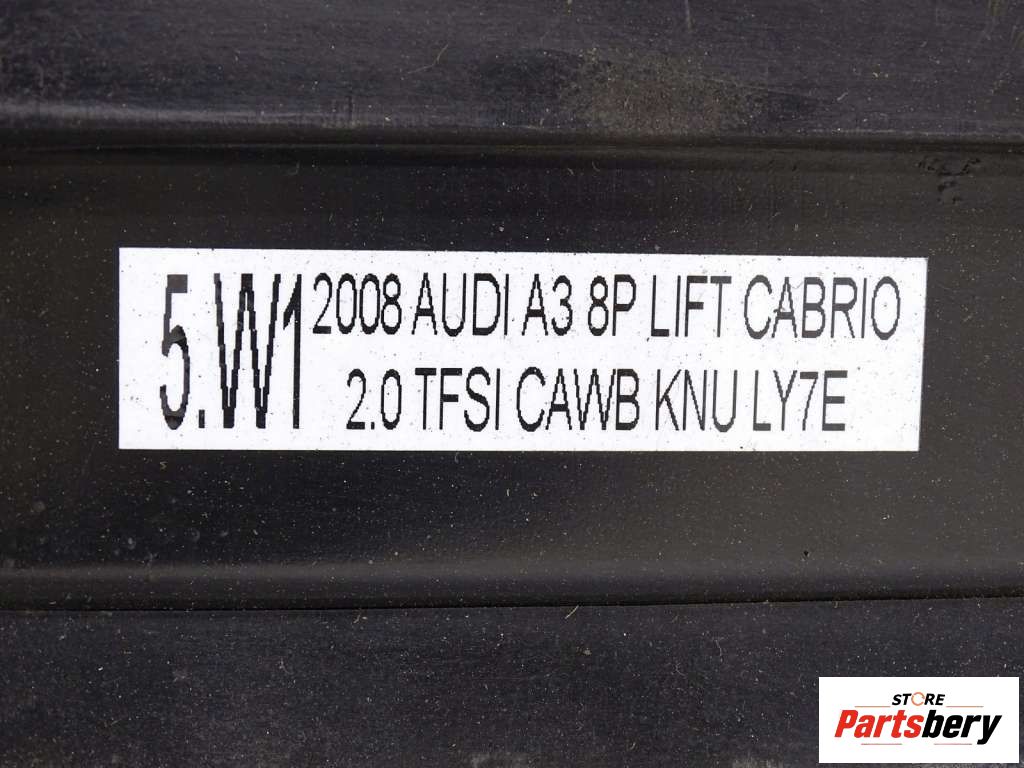 5.W1
2008 AUDI A3 8P LIFT CABRIO
2.0 TFSI CAWB KNU LY7E
STORE
Partsbery